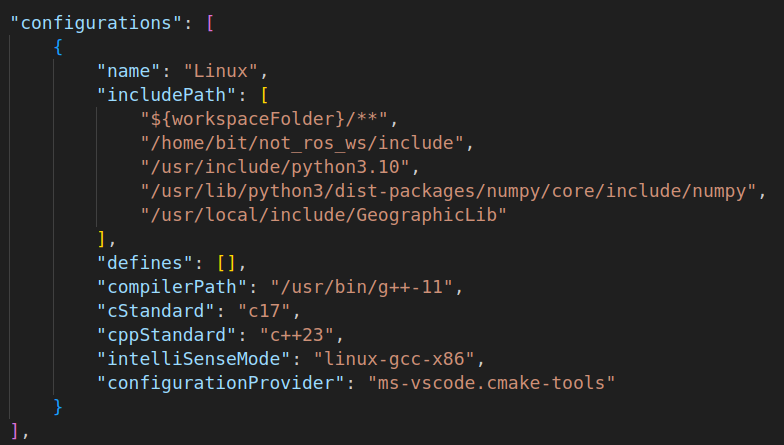 "configurations": [
    {
        "name": "Linux",
        "includePath": [
            "${workspaceFolder}/**",
            "/home/bit/not_ros_ws/include",
            "/usr/include/python3.10",
            "/usr/lib/python3/dist-packages/numpy/core/include/numpy",
            "/usr/local/include/GeographicLib"
        ],
        "defines": [],
        "compilerPath": "/usr/bin/g++-11",
        "cStandard": "c17",
        "cppStandard": "c++23",
        "intelliSenseMode": "linux-gcc-x86",
        "configurationProvider": "ms-vscode.cmake-tools"
    }
],